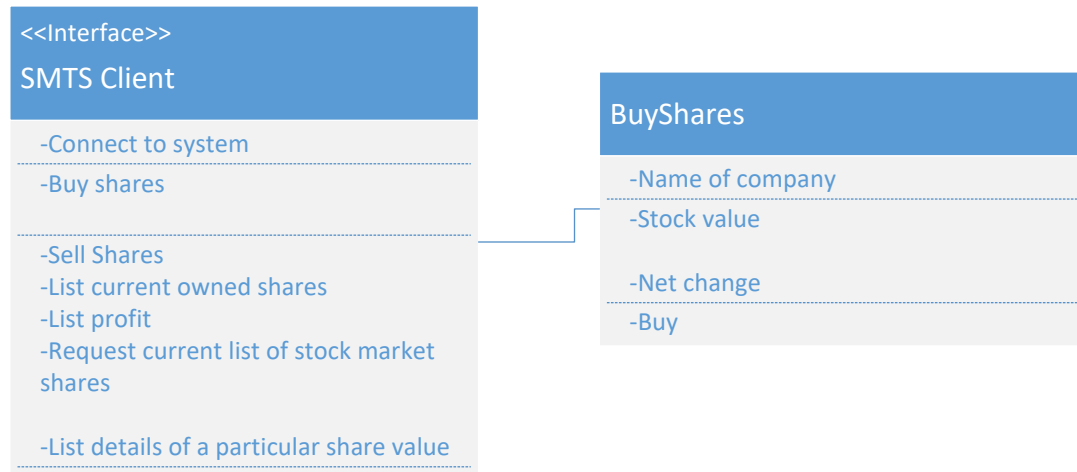 <<Interface>>
SMTS Client
-Connect to system
-Buy shares
-Sell Shares
-List current owned shares
-List profit
-Request current list of stock market
shares
-List details of a particular share value
BuyShares
-Name of company
-Stock value
-Net change
-Buy